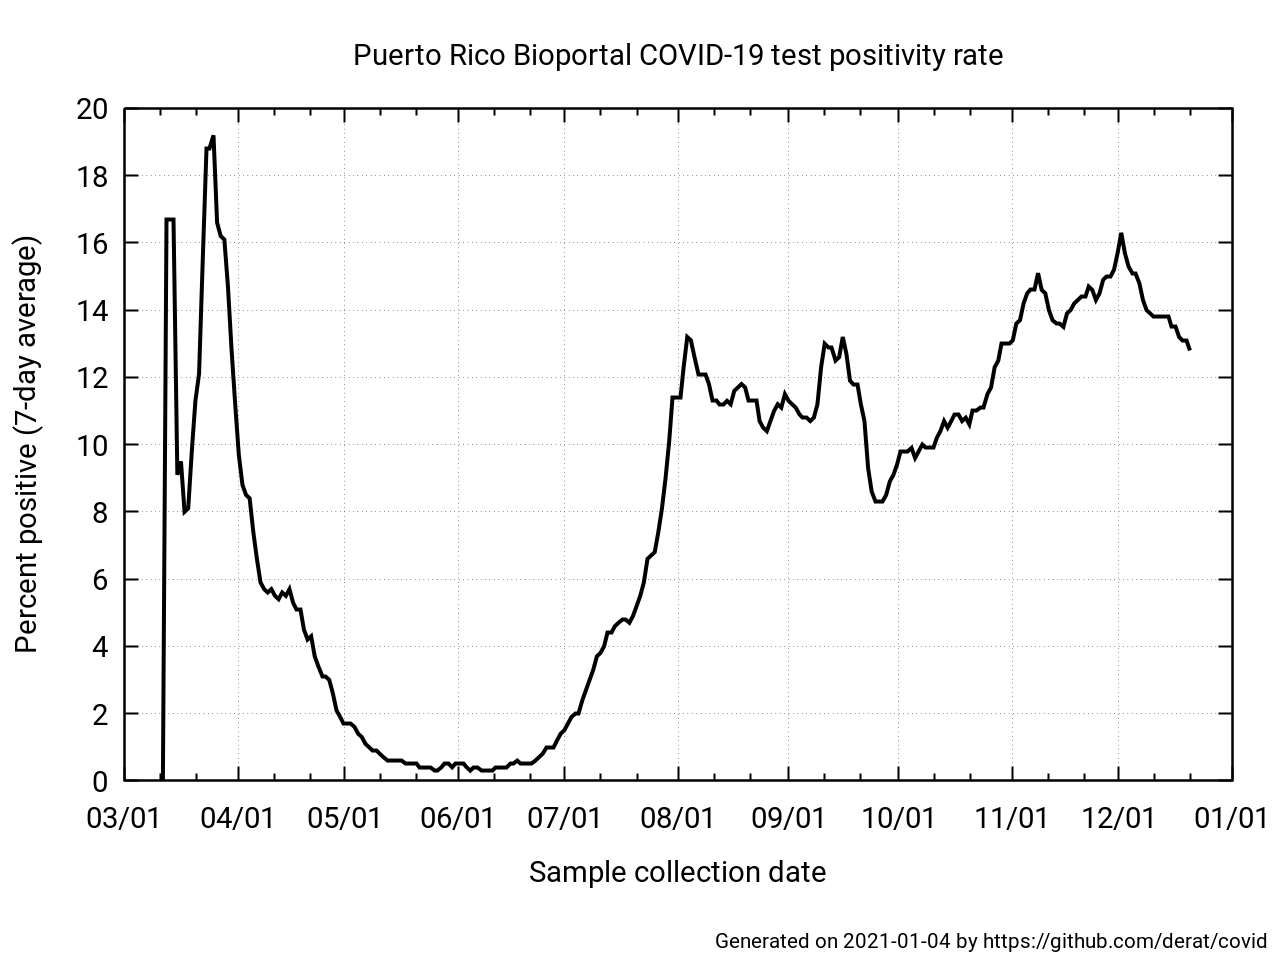 Puerto Rico Bioportal COVID-19 test positivity rate
Percent positive (7-day average)
20
18
16
14
12
10
8
6
4
2
0
03/01 04/01 05/01 06/01 07/01 08/01 09/01 10/01 11/01 12/01 01/01
Sample collection date
Generated on 2021-01-04 by https://github.com/derat/covid